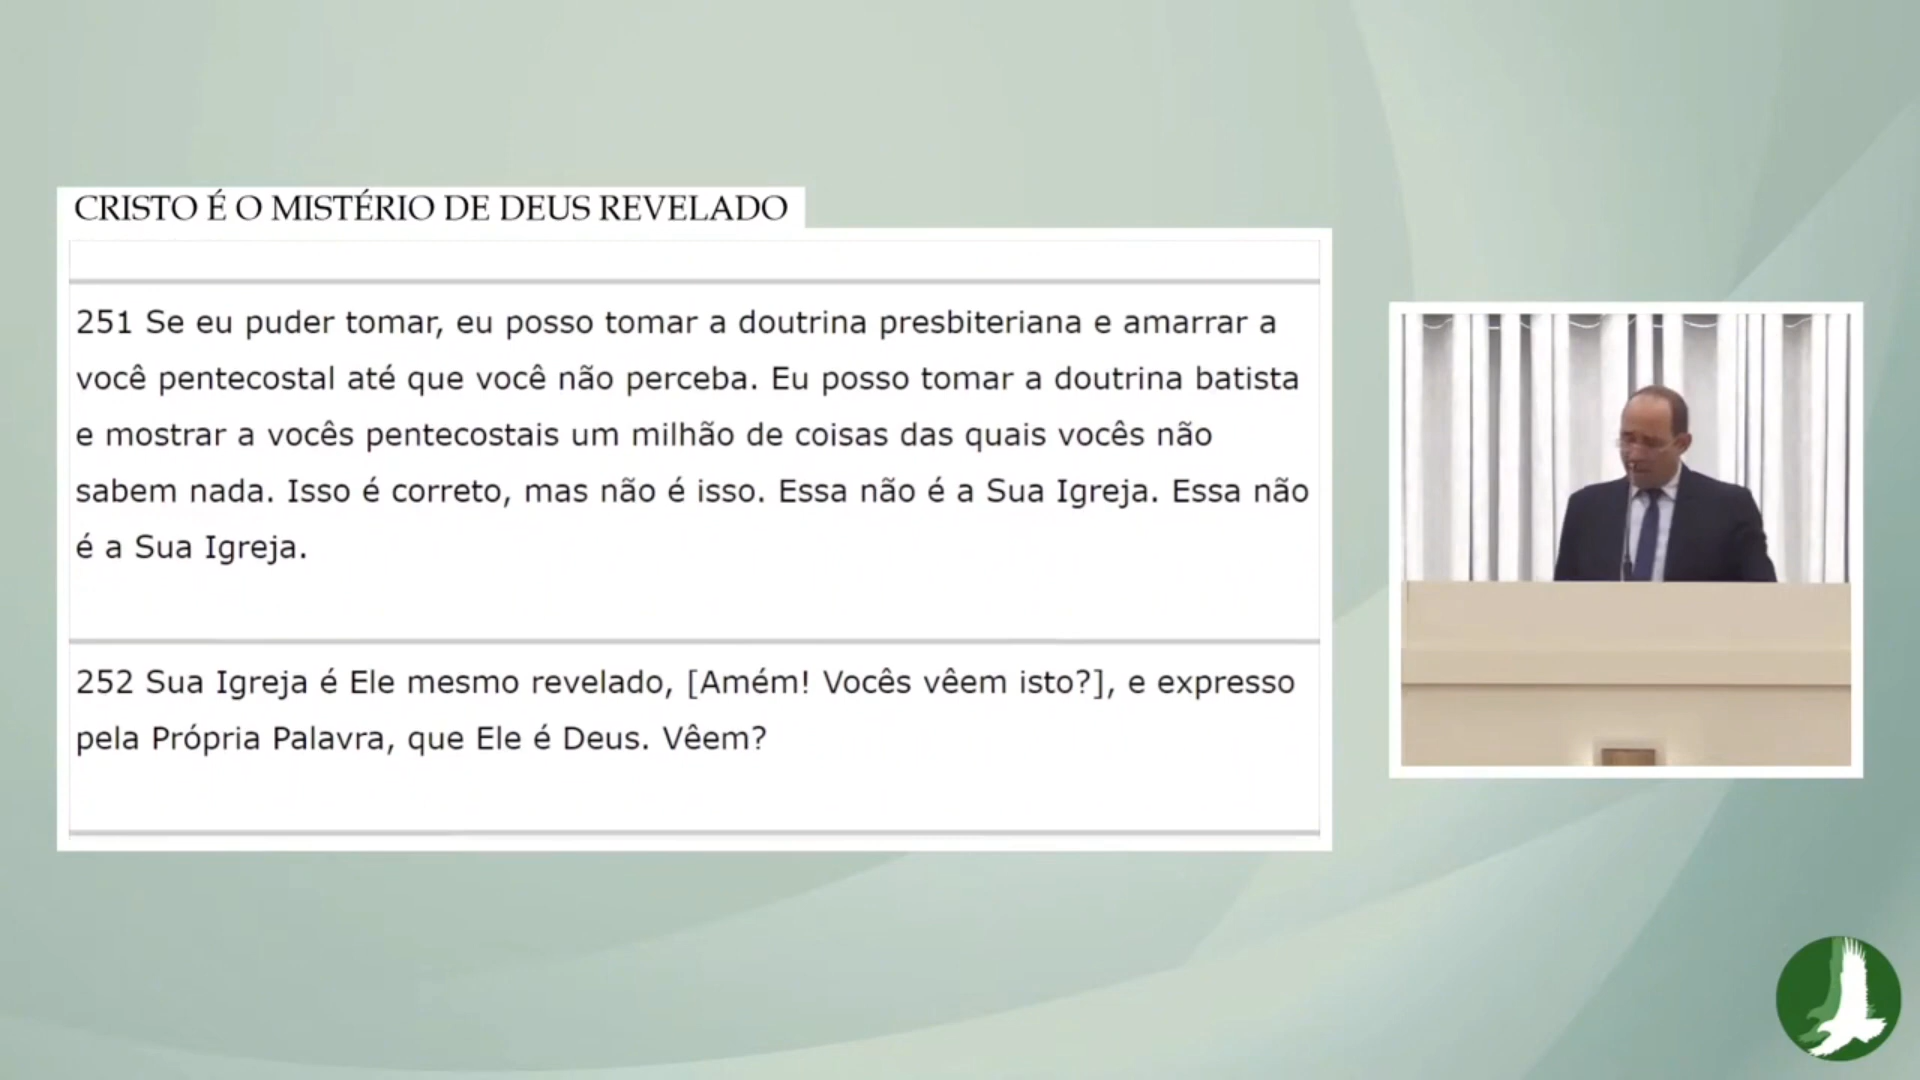 CRISTO É O MISTÉRIO DE DEUS REVELADO
251 Se eu puder tomar, eu posso tomar a doutrina presbiteriana e amarrar a
você pentecostal até que você não perceba. Eu posso tomar a doutrina batista
e mostrar a vocês pentecostais um milhão de coisas das quais vocês não
sabem nada. Isso é correto, mas não é isso. Essa não é a Sua Igreja. Essa não
é a Sua Igreja.
252 Sua Igreja é Ele mesmo revelado, [Amém! Vocês vêem isto?], e expresso
pela Própria Palavra, que Ele é Deus. Vêem?